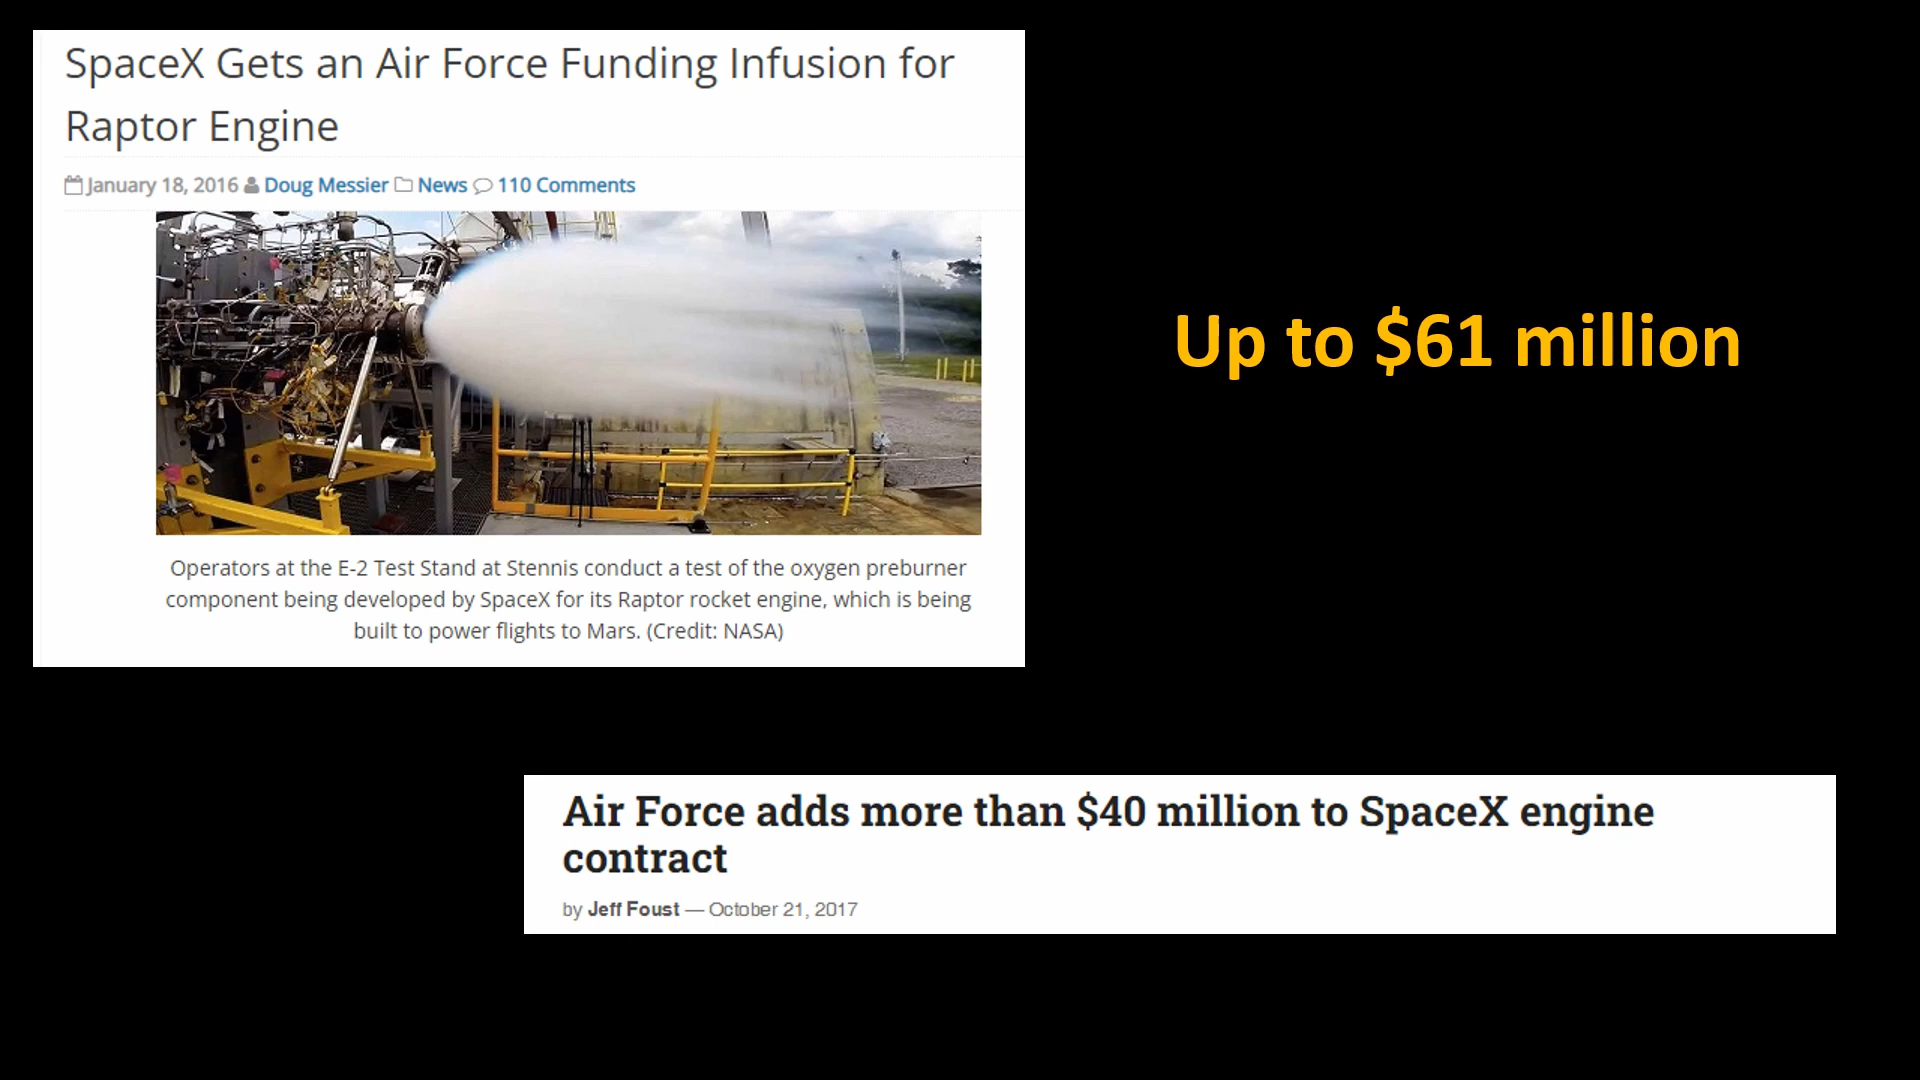 SpaceX Gets an Air Force Funding Infusion for
Raptor Engine
January 18, 2016 Doug Messier News 110 Comments
Operators at the E-2 Test Stand at Stennis conduct a test of the oxygen preburner
component being developed by SpaceX for its Raptor rocket engine, which is being
built to power flights to Mars. (Credit: NASA)
Up to $61 million
Air Force adds more than $40 million to SpaceX engine
contract
by Jeff Foust — October 21, 2017